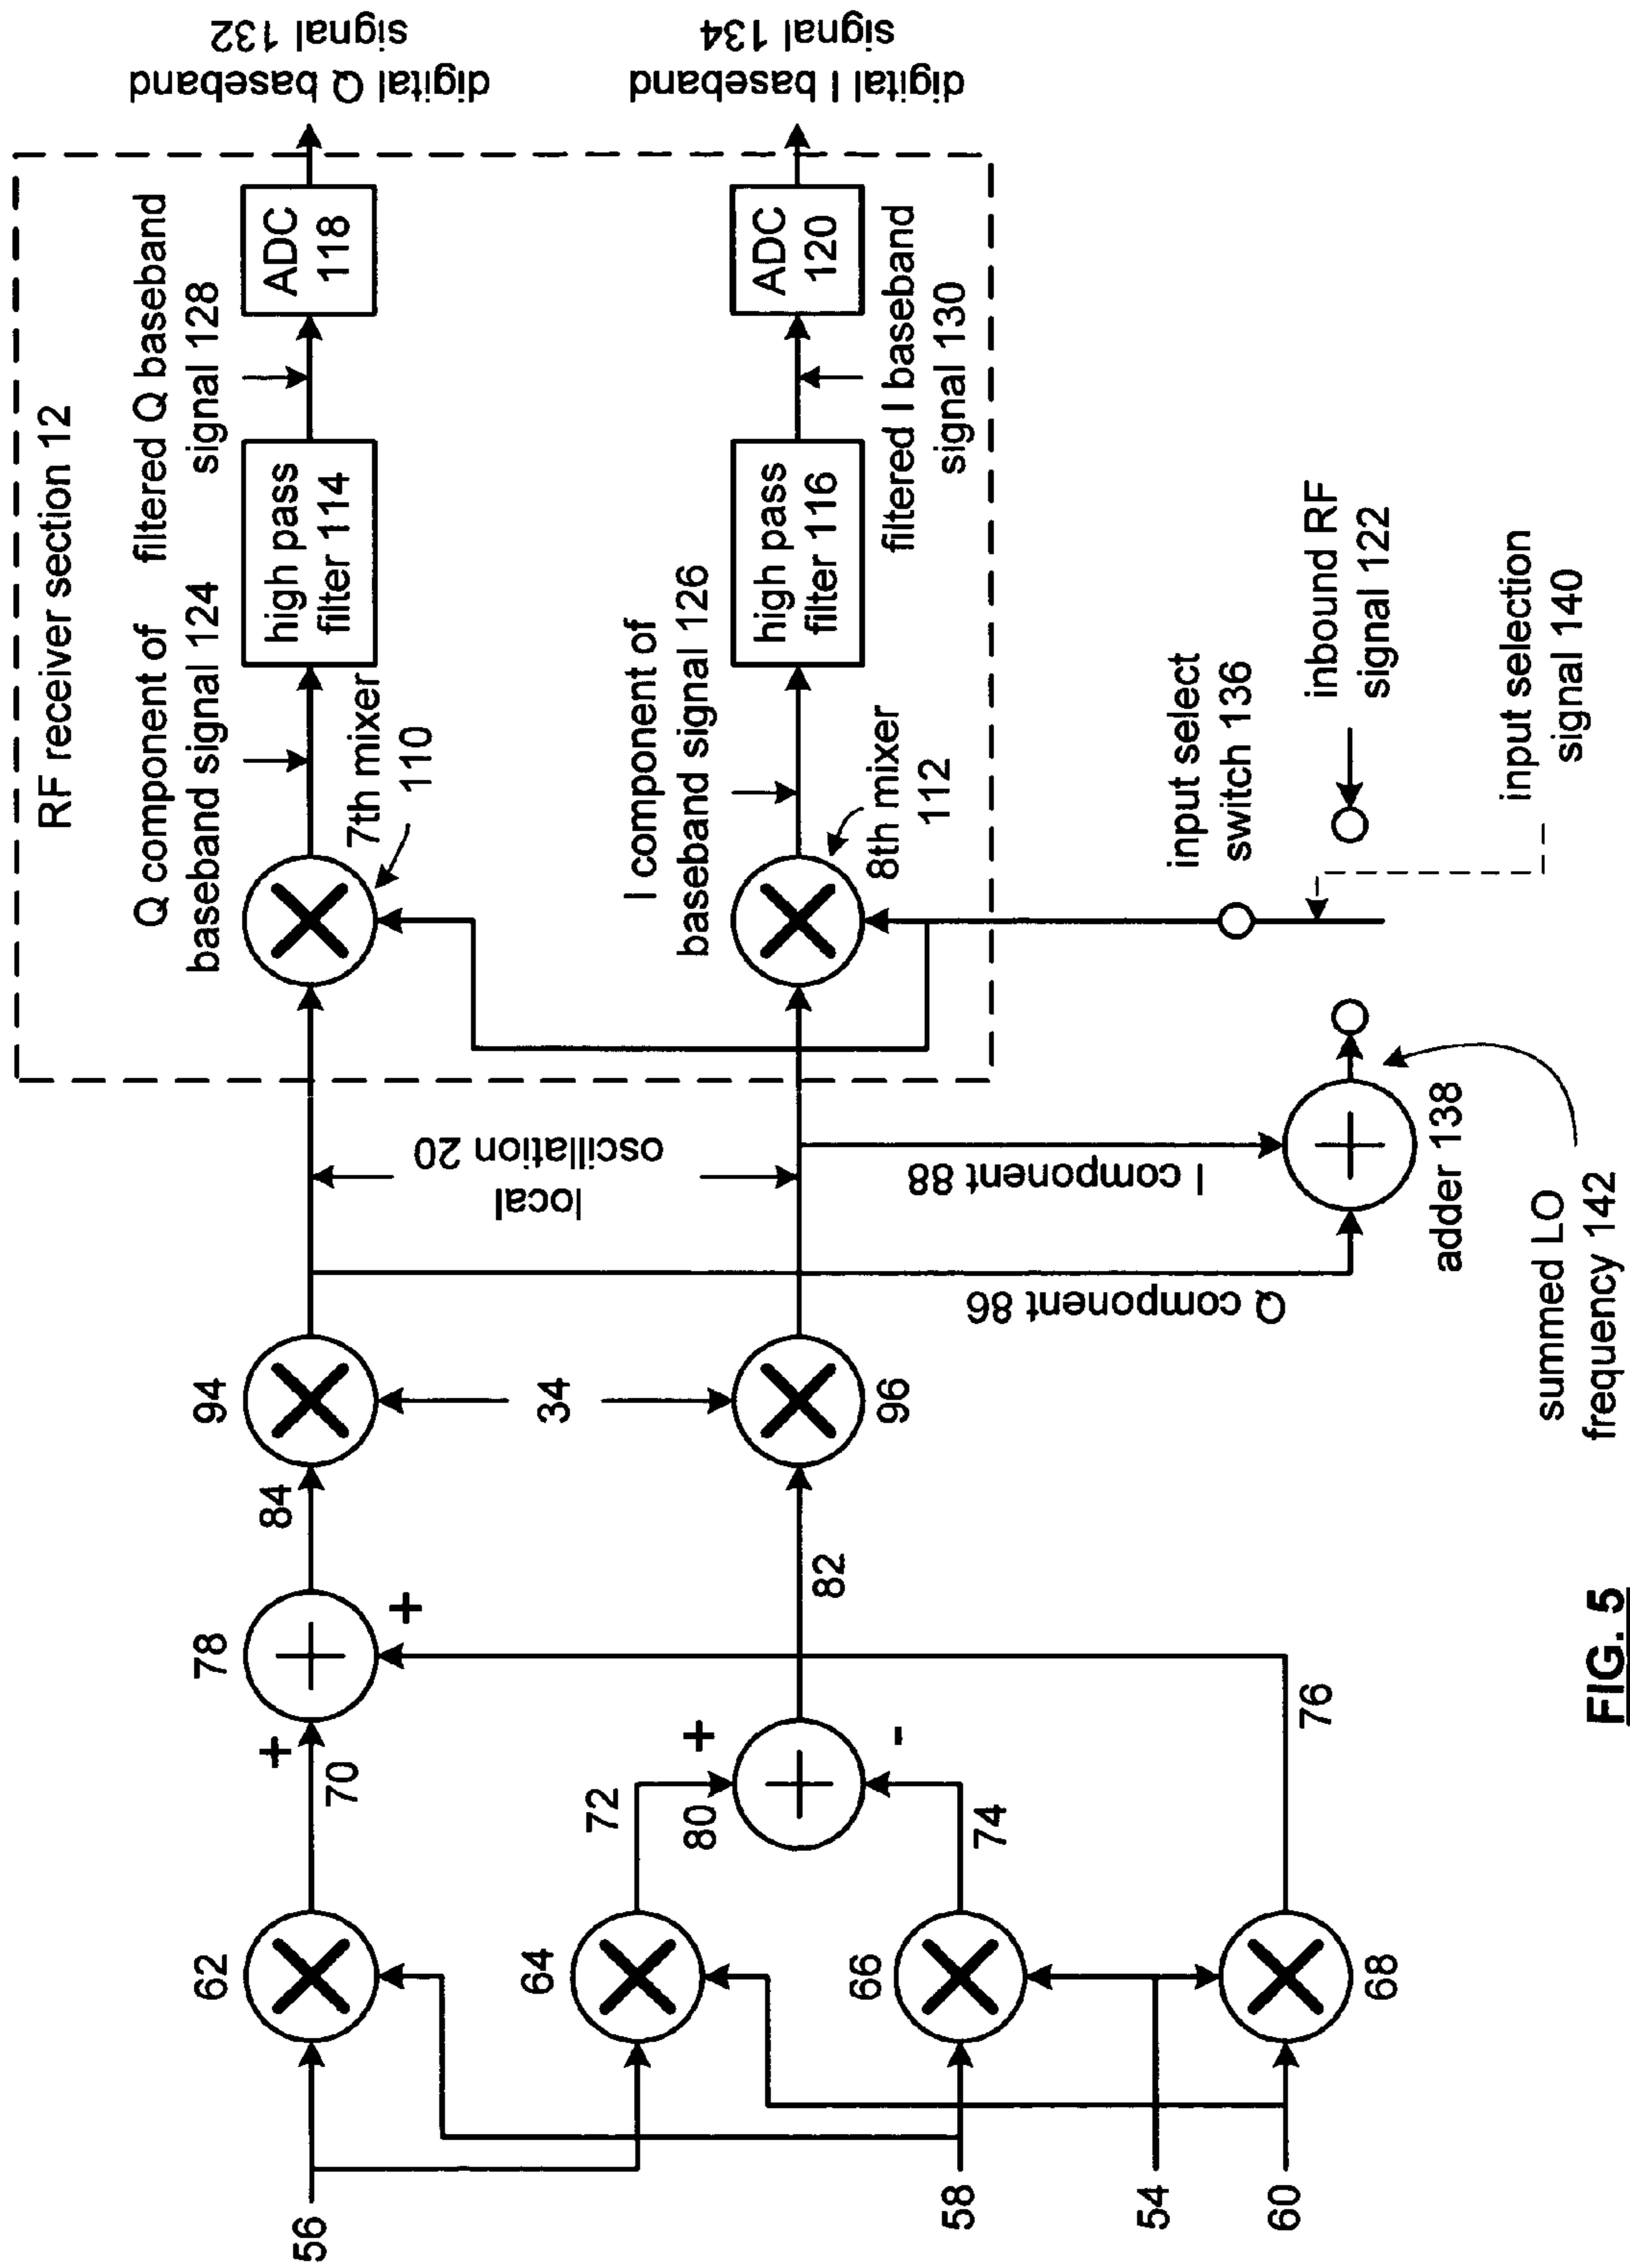 RF receiver section 12
Q component of
baseband signal 124
filtered Q baseband
signal 128
digital Q baseband
signal 132
7th mixer
110
high pass
filter 114
ADC
118
I component of
baseband signal 126
8th mixer
112
high pass
filter 116
ADC
120
filtered I baseband
signal 130
digital I baseband
signal 134
local
oscillation 20
I component 88
Q component 86
input select
switch 136
inbound RF
signal 122
input selection
signal 140
adder 138
summed LO
frequency 142
94
34
96
84
82
78
+
+
70
80
+
-
72
74
76
62
64
66
68
56
58
54
60
FIG. 5